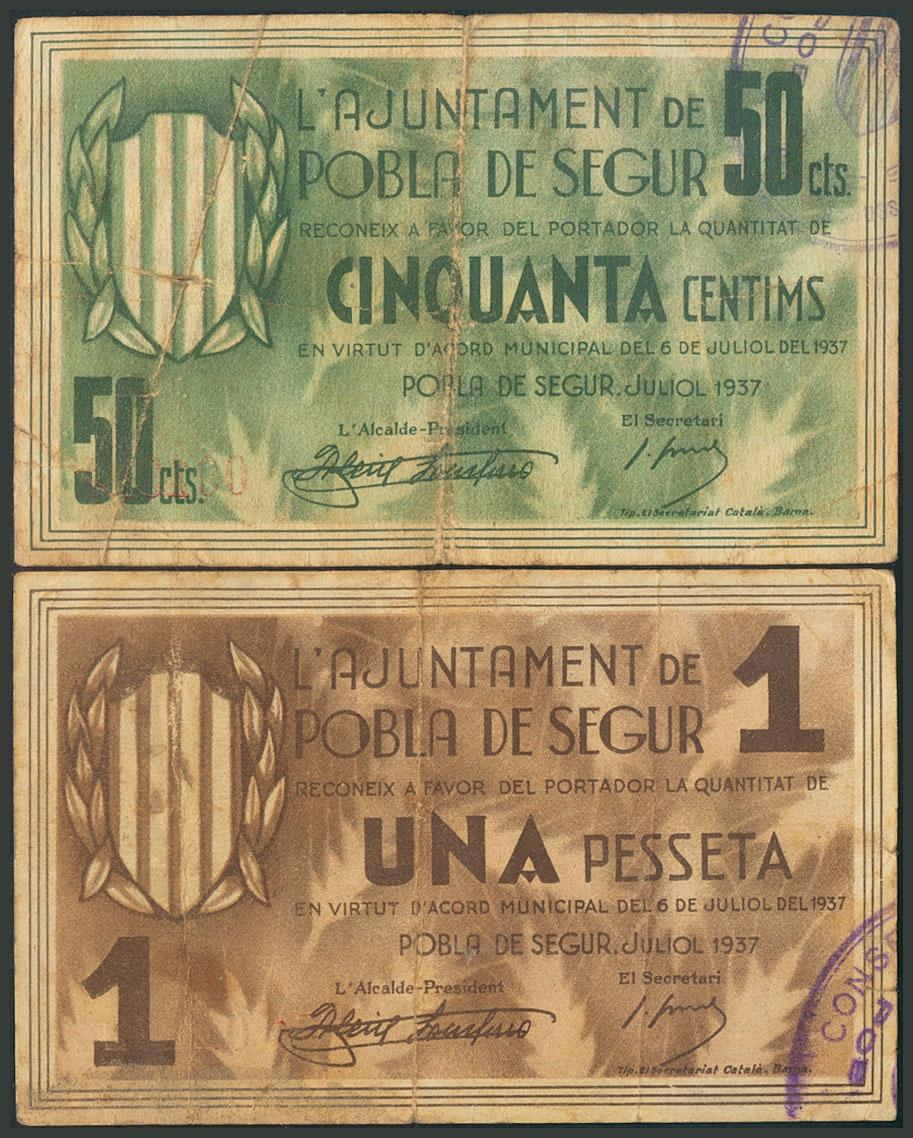 L'AJUNTAMENT DE
50 cts.
POBLA DE SEGUR
RECONEIX A FAVOR DEL PORTADOR LA QUANTITAT DE
CINQUANTA CENTIMS
EN VIRTUT D'ACORD MUNICIPAL DEL 6 DE JULIOL DEL 1937
POBLA DE SEGUR. JULIOL 1937
L'Alcalde-President
El Secretari
50 cts.
Tip. El Secretariat Català. Barna.
L'AJUNTAMENT DE
1
POBLA DE SEGUR
RECONEIX A FAVOR DEL PORTADOR LA QUANTITAT DE
UNA PESSETA
EN VIRTUT D'ACORD MUNICIPAL DEL 6 DE JULIOL DEL 1937
POBLA DE SEGUR. JULIOL 1937
L'Alcalde-President
El Secretari
1
Tip. El Secretariat Català. Barna.
CONSE
POE